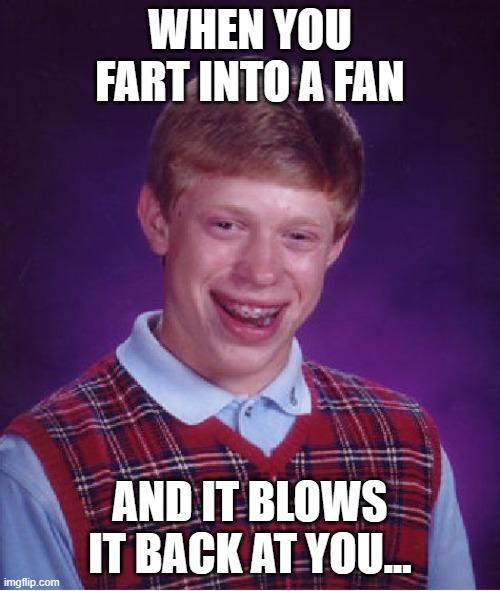 WHEN YOU
FART INTO A FAN
AND IT BLOWS
IT BACK AT YOU...
imgflip.com